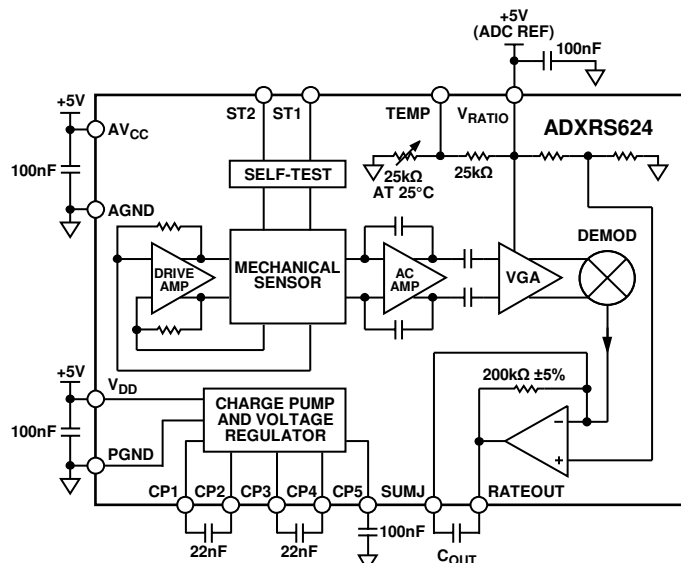 +5V
(ADC REF)
100nF
+5V
ST2
ST1
TEMP
VRATIO
ADXRS624
AVCC
100nF
25kΩ
AT 25°C
25kΩ
SELF-TEST
AGND
DEMOD
DRIVE
AMP
MECHANICAL
SENSOR
AC
AMP
VGA
+5V
VDD
200kΩ ±5%
CHARGE PUMP
AND VOLTAGE
REGULATOR
100nF
–
+
PGND
CP1
CP2
CP3
CP4
CP5
SUMJ
RATEOUT
100nF
22nF
22nF
COUT